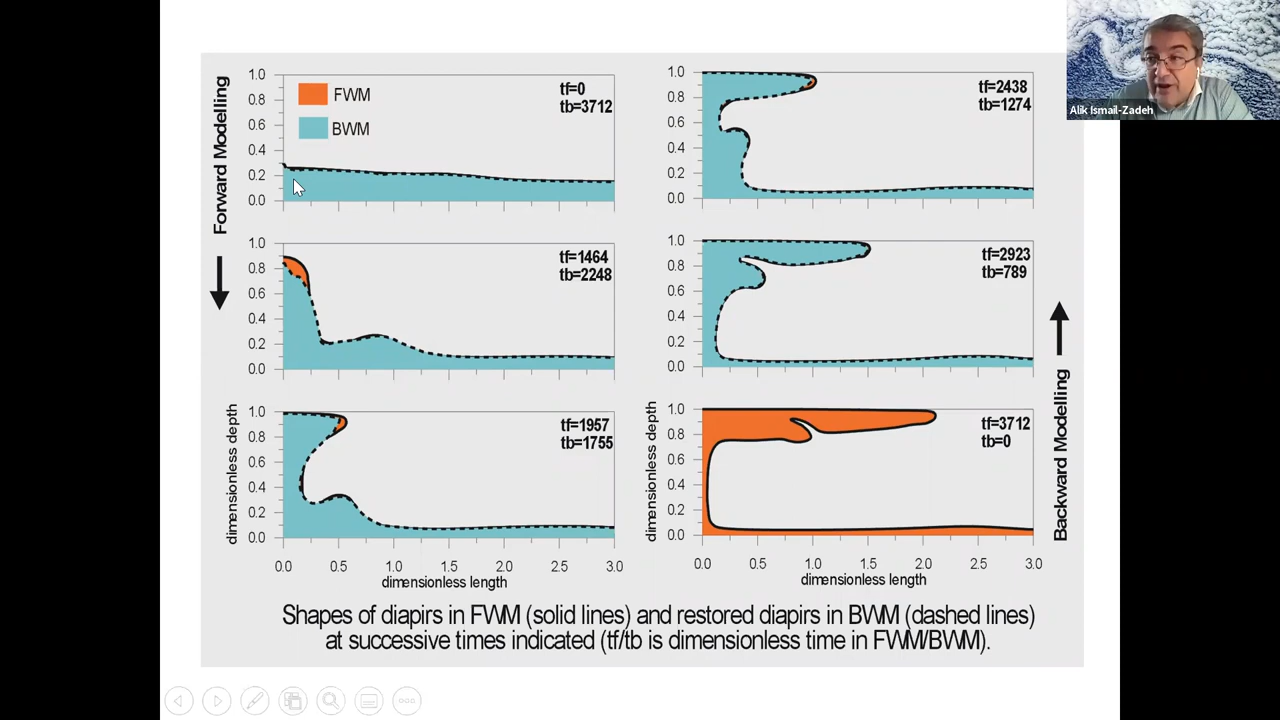 Forward Modelling
1.0
0.8
0.6
0.4
0.2
0.0
FWM
BWM
tf=0
tb=3712
1.0
0.8
0.6
0.4
0.2
0.0
tf=1464
tb=2248
dimensionless depth
1.0
0.8
0.6
0.4
0.2
0.0
tf=1957
tb=1755
0.0 0.5 1.0 1.5 2.0 2.5 3.0
dimensionless length
1.0
0.8
0.6
0.4
0.2
0.0
tf=2438
tb=1274
1.0
0.8
0.6
0.4
0.2
0.0
tf=2923
tb=789
dimensionless depth
1.0
0.8
0.6
0.4
0.2
0.0
tf=3712
tb=0
0.0 0.5 1.0 1.5 2.0 2.5 3.0
dimensionless length
Backward Modelling
Shapes of diapirs in FWM (solid lines) and restored diapirs in BWM (dashed lines)
at successive times indicated (tf/tb is dimensionless time in FWM/BWM).
Alik Ismail-Zadeh